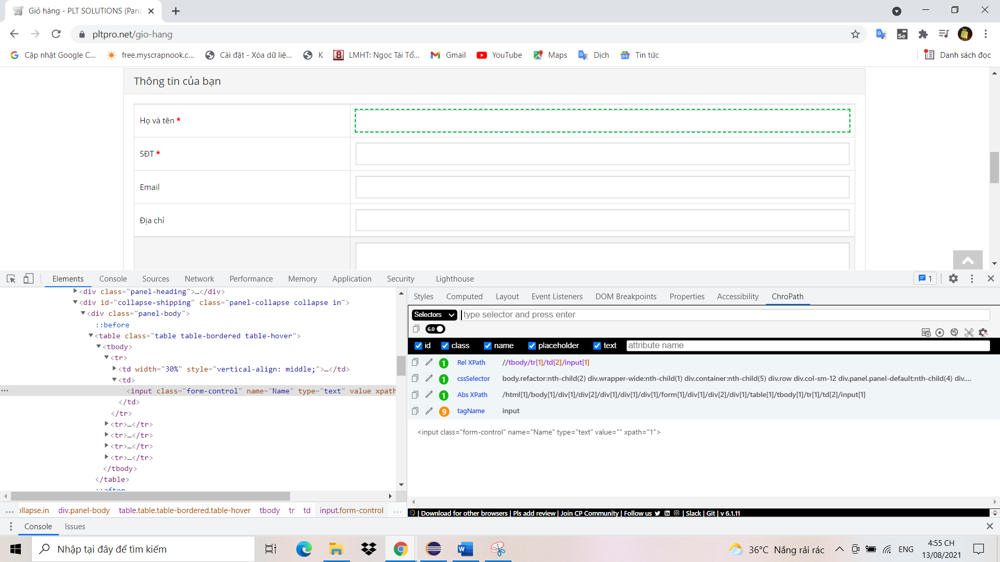 Giỏ hàng - PLT SOLUTIONS (Panc
pltpro.net/gio-hang
Cập nhật Google C... free.myscrapnook.c... Cài đặt - Xóa dữ liệ... K LMHT: Ngọc Tái Tổ... Gmail YouTube Maps Dịch Tin tức Danh sách đọc
Thông tin của bạn
Họ và tên *
SĐT *
Email
Địa chỉ
Elements Console Sources Network Performance Memory Application Security Lighthouse 1
<div class="panel-heading">…</div>
<div id="collapse-shipping" class="panel-collapse collapse in">
<div class="panel-body">
::before
<table class="table table-bordered table-hover">
<tbody>
<tr>
<td width="30%" style="vertical-align: middle;">…</td>
<td>
<input class="form-control" name="Name" type="text" value xpath
</td>
</tr>
<tr>…</tr>
<tr>…</tr>
<tr>…</tr>
<tr>…</tr>
</tbody>
</table>
::after
... ollapse.in div.panel-body table.table.table-bordered.table-hover tbody tr td input.form-control ...
Styles Computed Layout Event Listeners DOM Breakpoints Properties Accessibility ChroPath
Selectors type selector and press enter
6.0
id class name placeholder text attribute name
1 Rel XPath //tbody/tr[1]/td[2]/input[1]
1 cssSelector body.refactor:nth-child(2) div.wrapper-wide:nth-child(1) div.container:nth-child(5) div.row div.col-sm-12 div.panel.panel-default:nth-child(4) div....
1 Abs XPath /html[1]/body[1]/div[1]/div[2]/div[1]/div[1]/div[1]/form[1]/div[1]/div[2]/div[1]/table[1]/tbody[1]/tr[1]/td[2]/input[1]
9 tagName input
<input class="form-control" name="Name" type="text" value="" xpath="1">
| Download for other browsers | Pls add review | Join CP Community | Follow us | Slack | Git | v 6.1.11
Console Issues
Nhập tại đây để tìm kiếm
36°C Nắng rải rác ENG
4:55 CH
13/08/2021